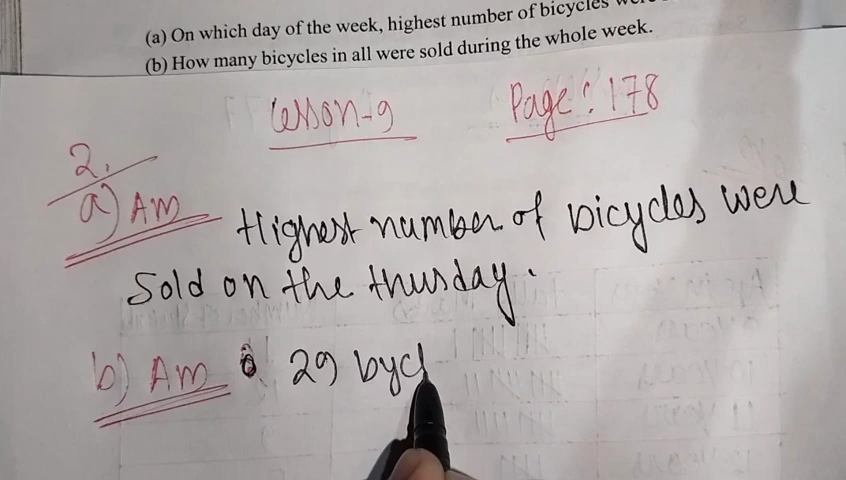 (a) On which day of the week, highest number of bicycles were
(b) How many bicycles in all were sold during the whole week.
Lesson-9 Page: 178
2.
a) Ans Highest number of bicycles were
Sold on the thusday.
b) Ans 29 bycl